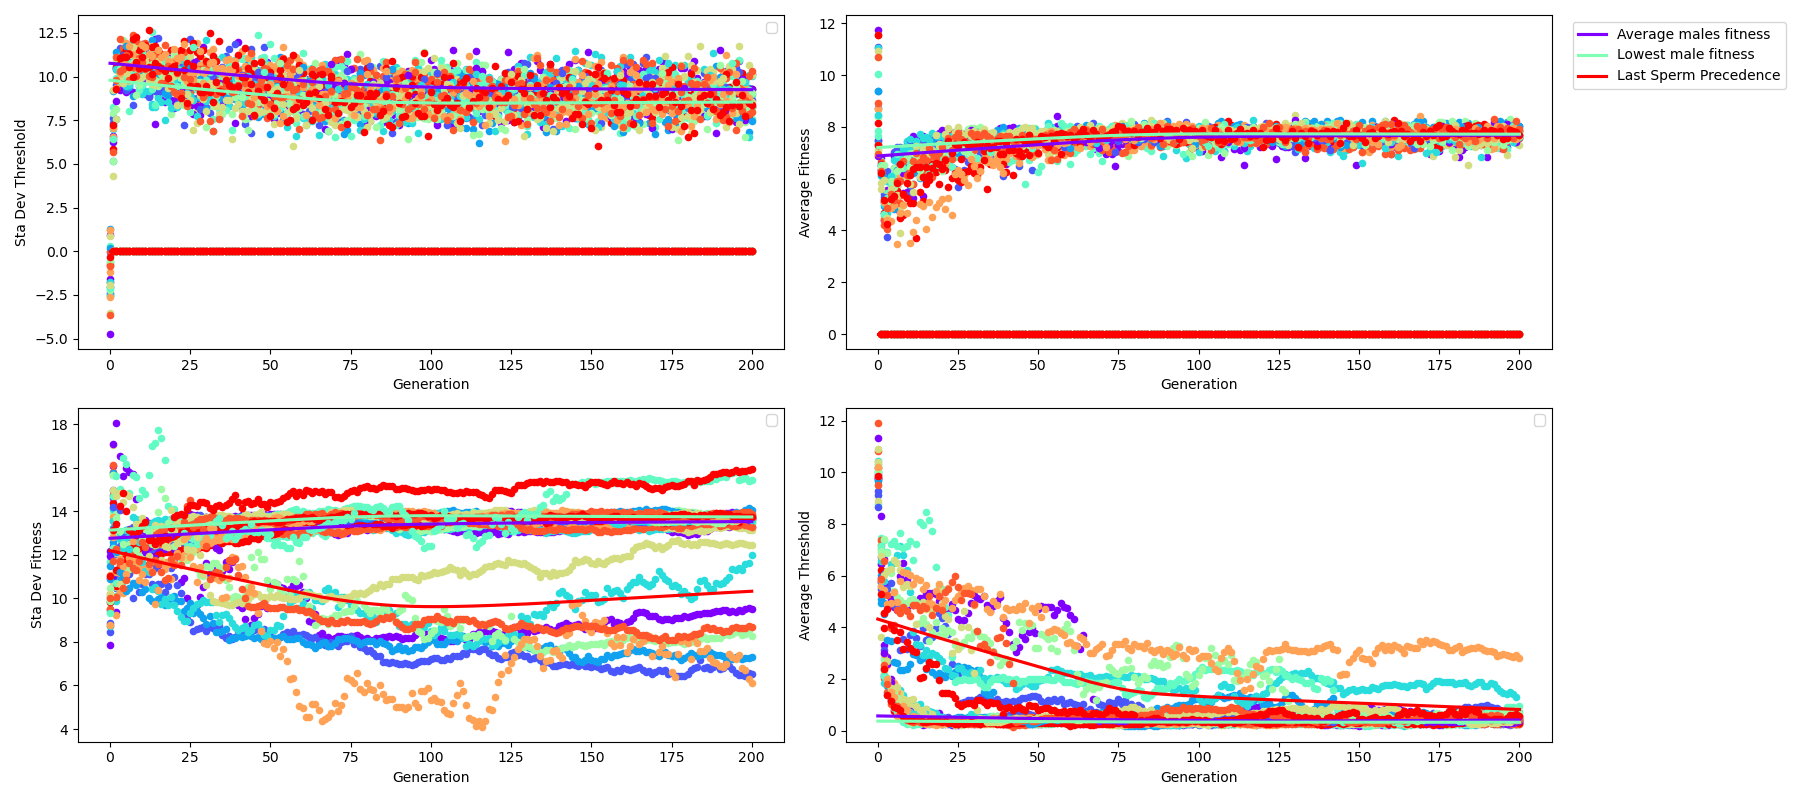 Sta Dev Threshold
12.5
10.0
7.5
5.0
2.5
0.0
−2.5
−5.0
0 25 50 75 100 125 150 175 200
Generation
Average Fitness
12
10
8
6
4
2
0
0 25 50 75 100 125 150 175 200
Generation
Average males fitness
Lowest male fitness
Last Sperm Precedence
Sta Dev Fitness
18
16
14
12
10
8
6
4
0 25 50 75 100 125 150 175 200
Generation
Average Threshold
12
10
8
6
4
2
0
0 25 50 75 100 125 150 175 200
Generation